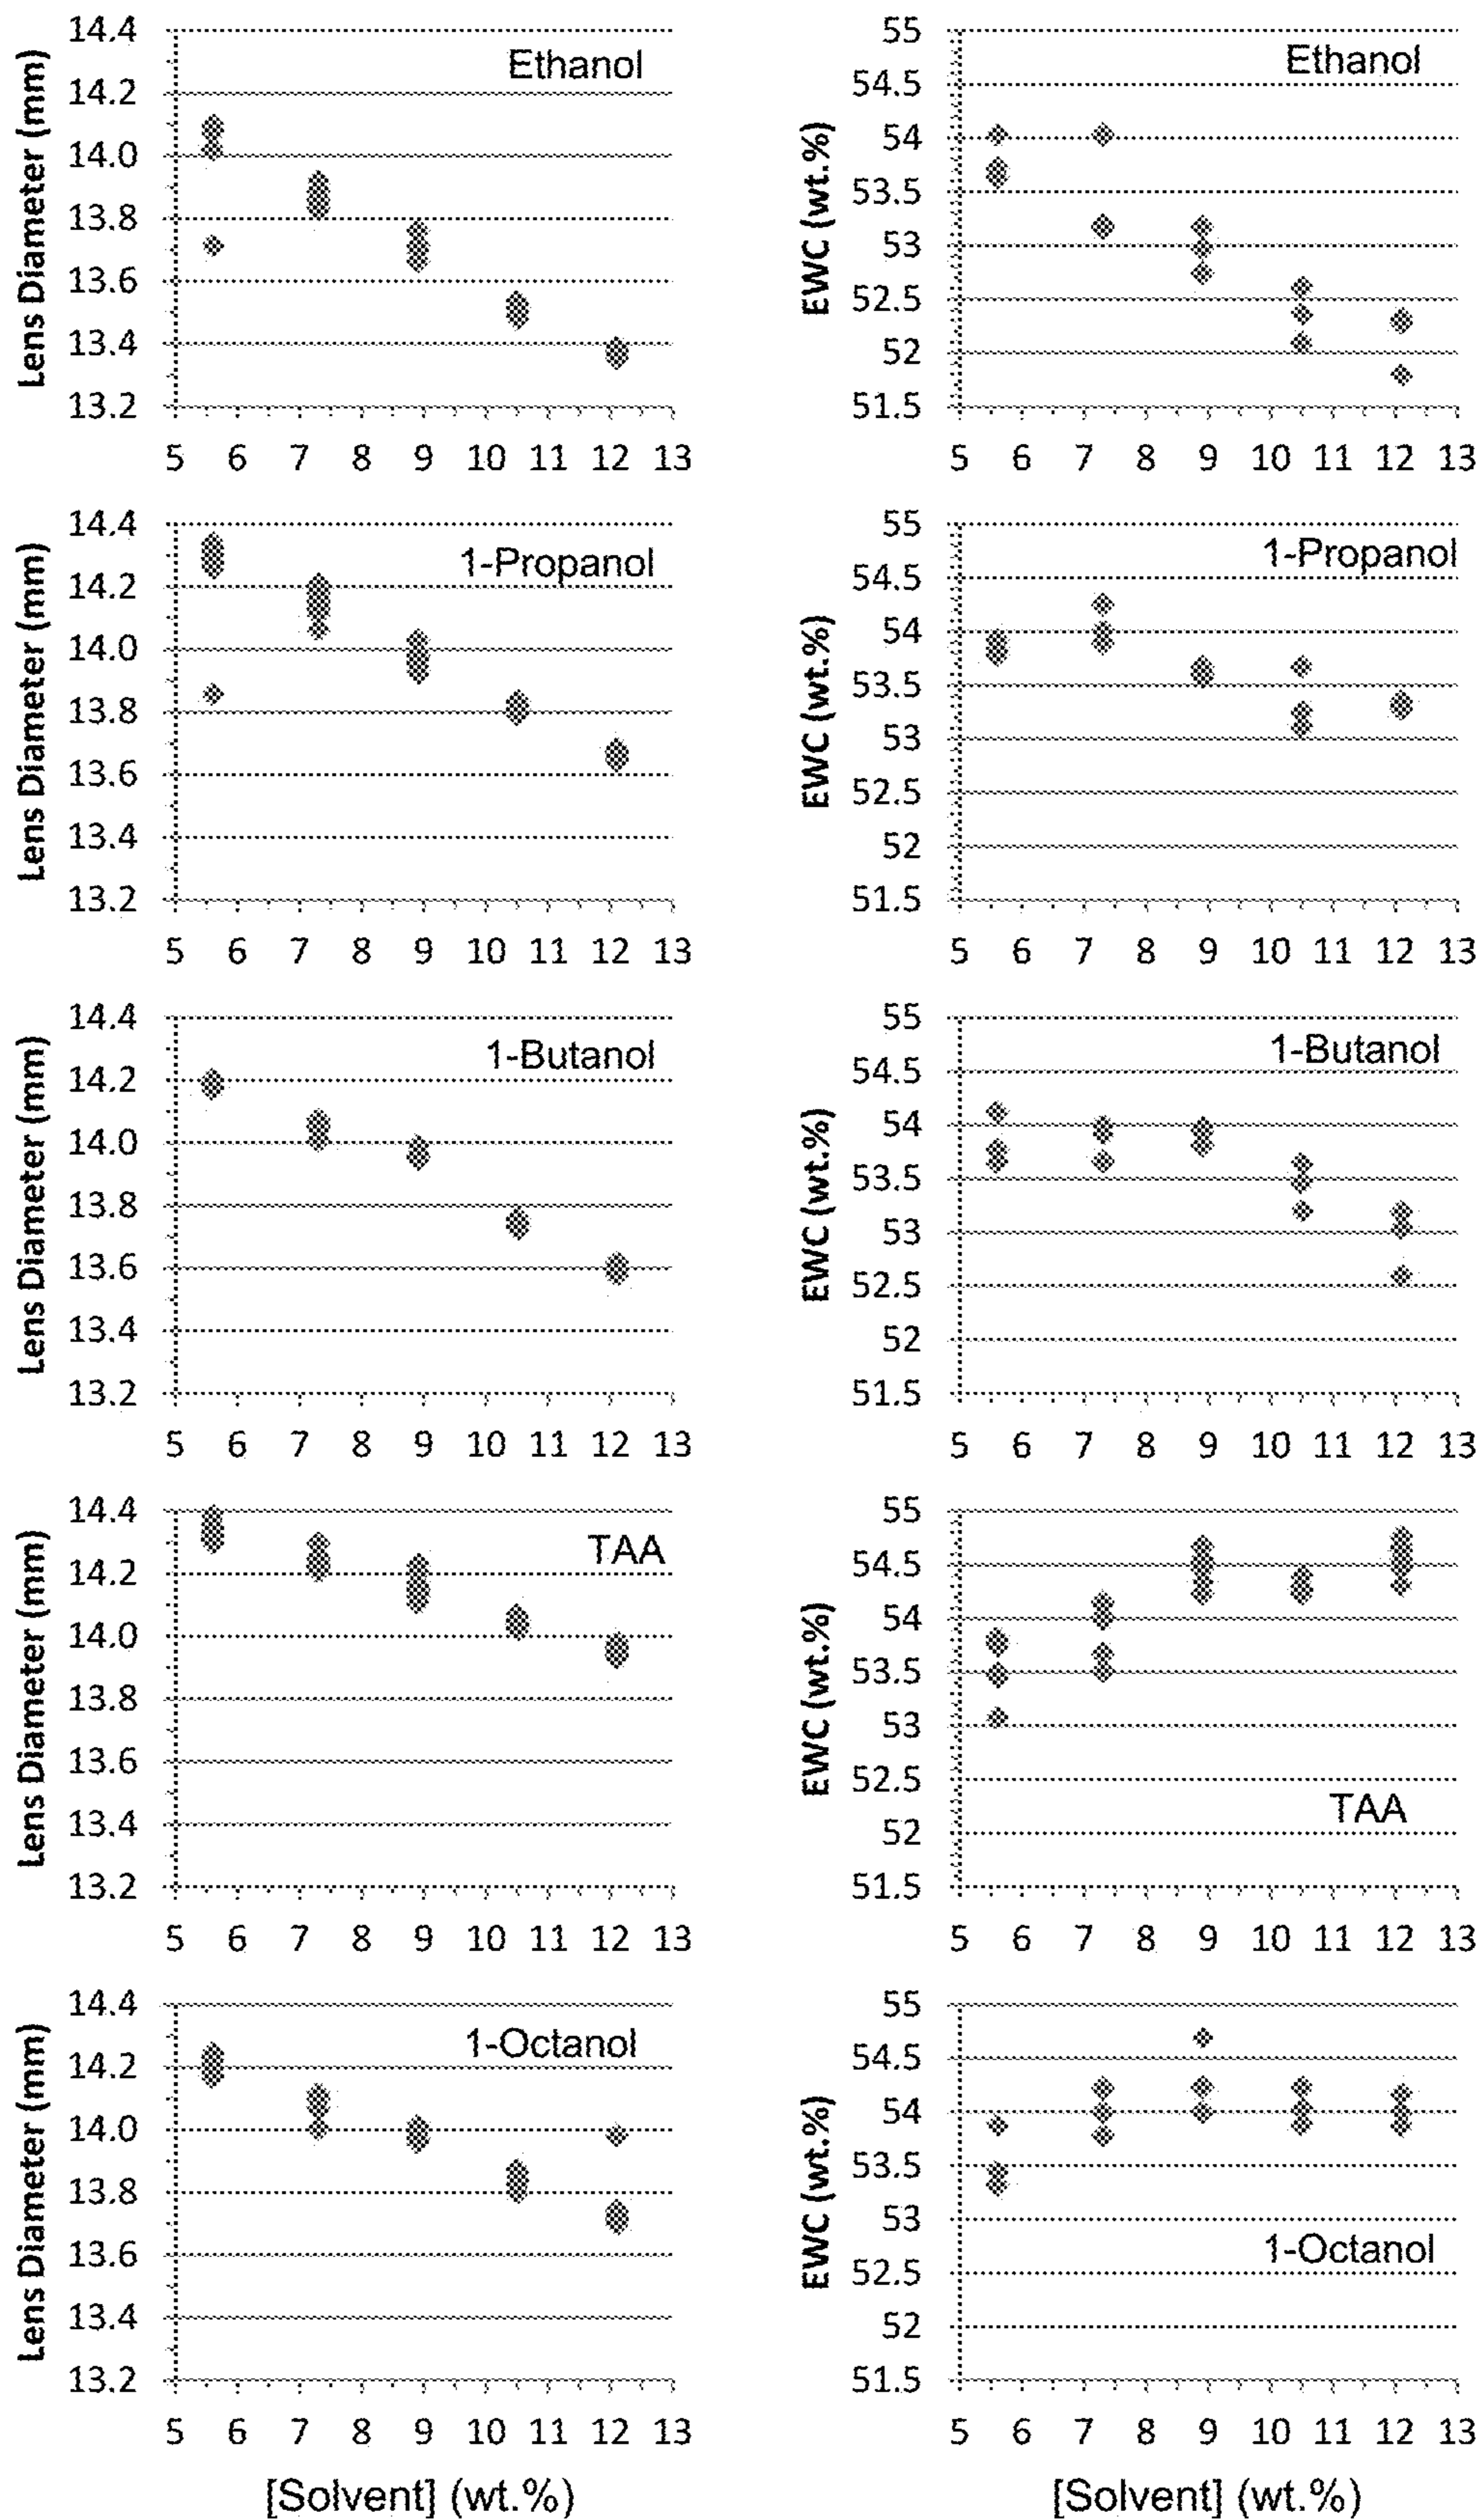 Lens Diameter (mm)
14.4
14.2
14.0
13.8
13.6
13.4
13.2
Ethanol
5 6 7 8 9 10 11 12 13
EWC (wt.%)
55
54.5
54
53.5
53
52.5
52
51.5
Ethanol
5 6 7 8 9 10 11 12 13
Lens Diameter (mm)
14.4
14.2
14.0
13.8
13.6
13.4
13.2
1-Propanol
5 6 7 8 9 10 11 12 13
EWC (wt.%)
55
54.5
54
53.5
53
52.5
52
51.5
1-Propanol
5 6 7 8 9 10 11 12 13
Lens Diameter (mm)
14.4
14.2
14.0
13.8
13.6
13.4
13.2
1-Butanol
5 6 7 8 9 10 11 12 13
EWC (wt.%)
55
54.5
54
53.5
53
52.5
52
51.5
1-Butanol
5 6 7 8 9 10 11 12 13
Lens Diameter (mm)
14.4
14.2
14.0
13.8
13.6
13.4
13.2
TAA
5 6 7 8 9 10 11 12 13
EWC (wt.%)
55
54.5
54
53.5
53
52.5
52
51.5
TAA
5 6 7 8 9 10 11 12 13
Lens Diameter (mm)
14.4
14.2
14.0
13.8
13.6
13.4
13.2
1-Octanol
5 6 7 8 9 10 11 12 13
[Solvent] (wt.%)
EWC (wt.%)
55
54.5
54
53.5
53
52.5
52
51.5
1-Octanol
5 6 7 8 9 10 11 12 13
[Solvent] (wt.%)